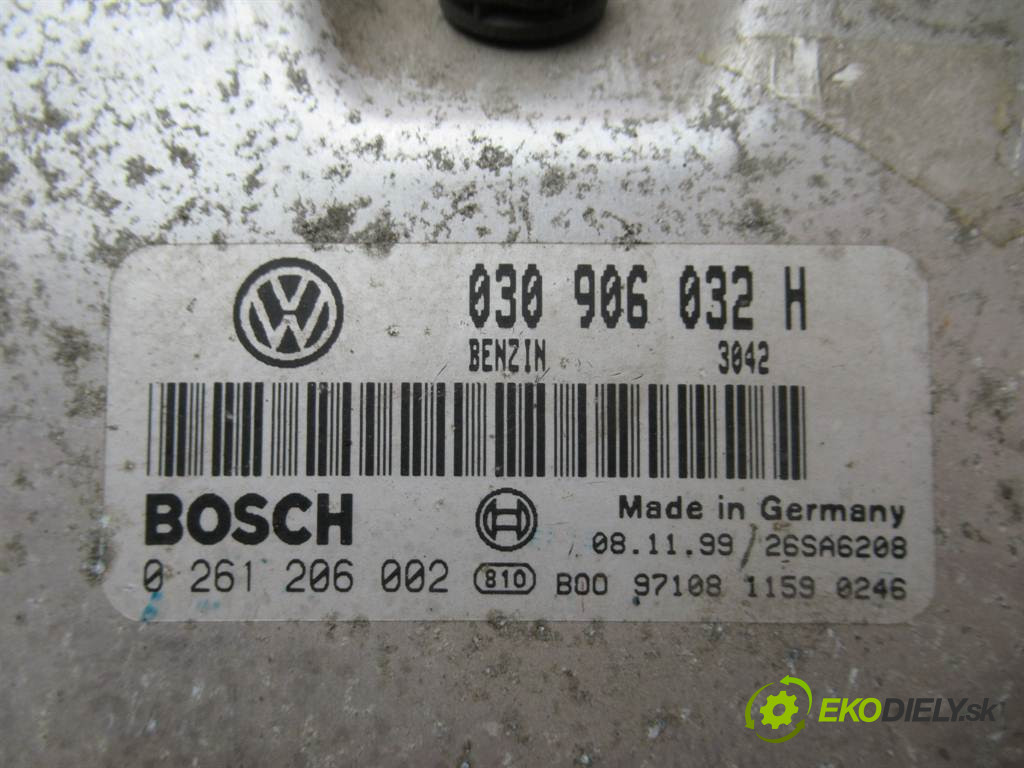 030 906 032 H
BENZIN 3042
BOSCH
Made in Germany
08.11.99 / 26SA6208
0 261 206 002 810 B00 97108 1159 0246
EKODIELY.sk